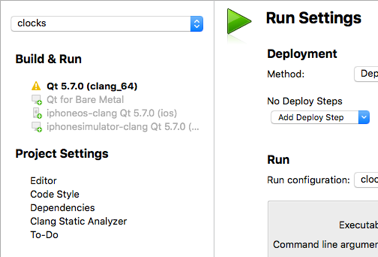 clocks
Build & Run
Qt 5.7.0 (clang_64)
Qt for Bare Metal
iphoneos-clang Qt 5.7.0 (ios)
iphonesimulator-clang Qt 5.7.0 (...
Project Settings
Editor
Code Style
Dependencies
Clang Static Analyzer
To-Do
Run Settings
Deployment
Method: Dep
No Deploy Steps
Add Deploy Step
Run
Run configuration: cloc
Executab
Command line argumen